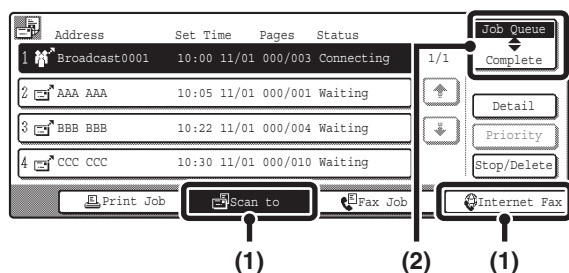 Address Set Time Pages Status Job Queue
1 Broadcast0001 10:00 11/01 000/003 Connecting 1/1 Complete
2 AAA AAA 10:05 11/01 000/001 Waiting
Detail
3 BBB BBB 10:22 11/01 000/004 Waiting Priority
4 CCC CCC 10:30 11/01 000/010 Waiting Stop/Delete
Print Job Scan to Fax Job Internet Fax
(1) (2) (1)